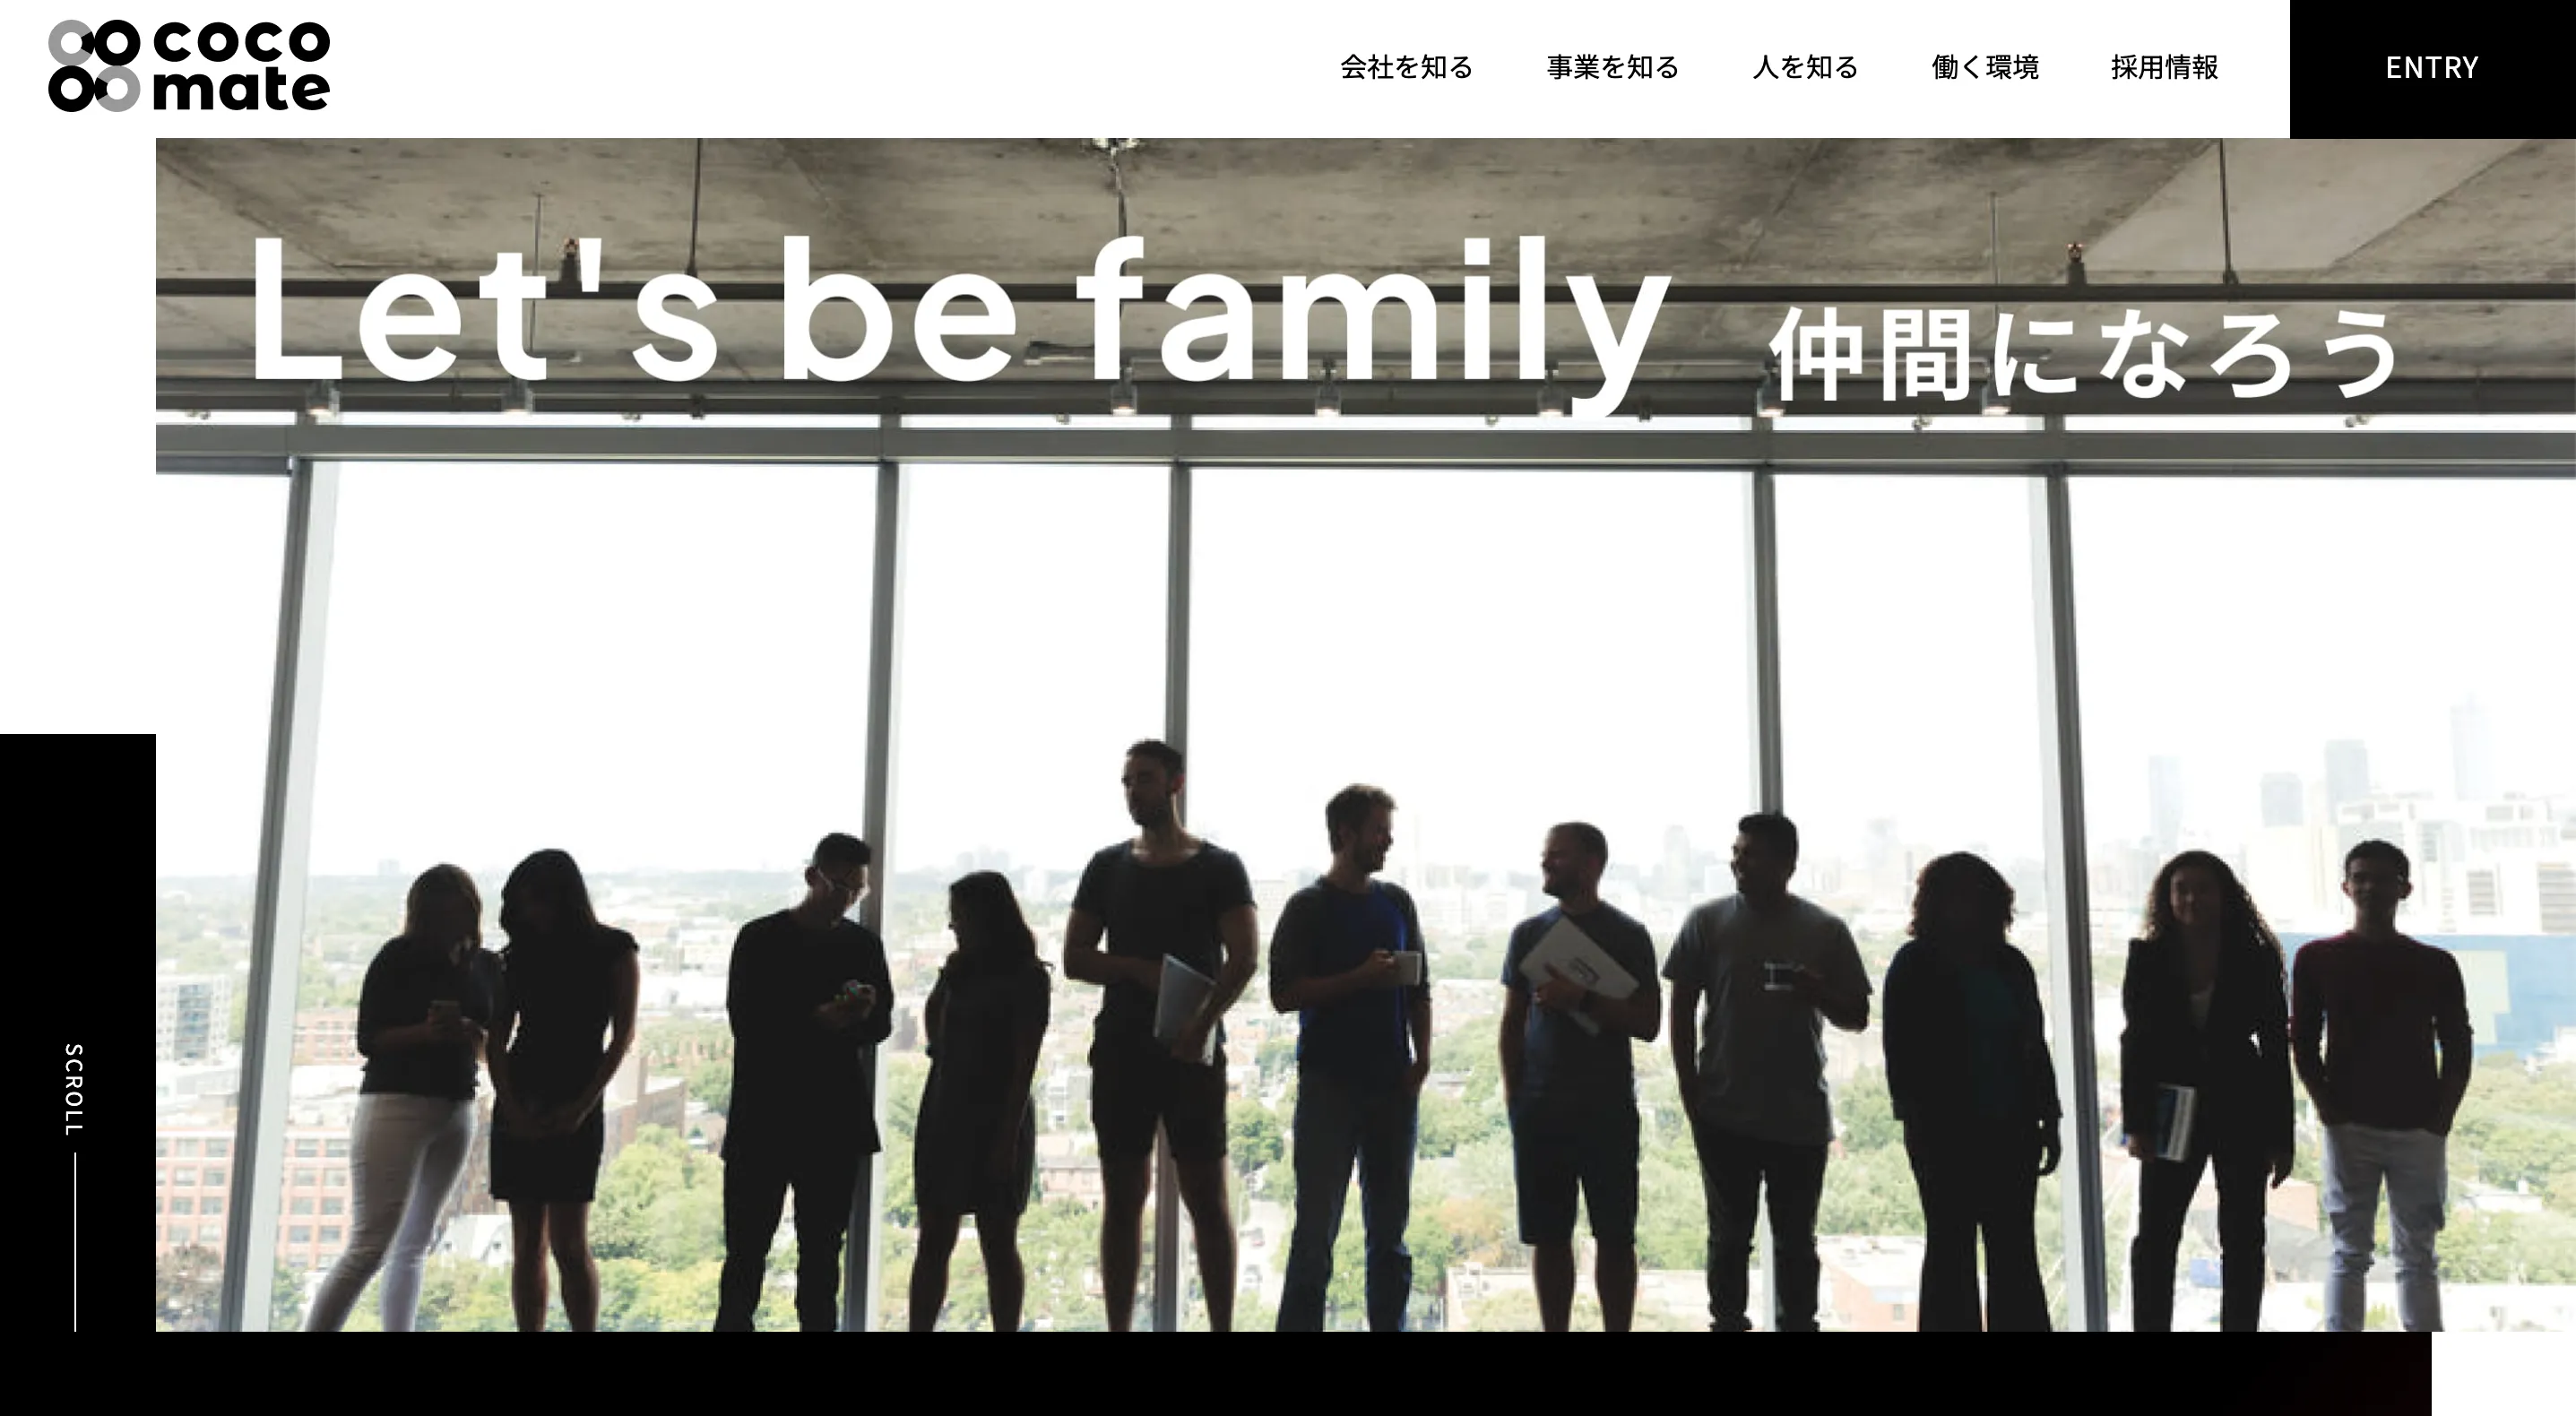 coco
mate
会社を知る
事業を知る
人を知る
働く環境
採用情報
ENTRY
Let's be family
仲間になろう
SCROLL